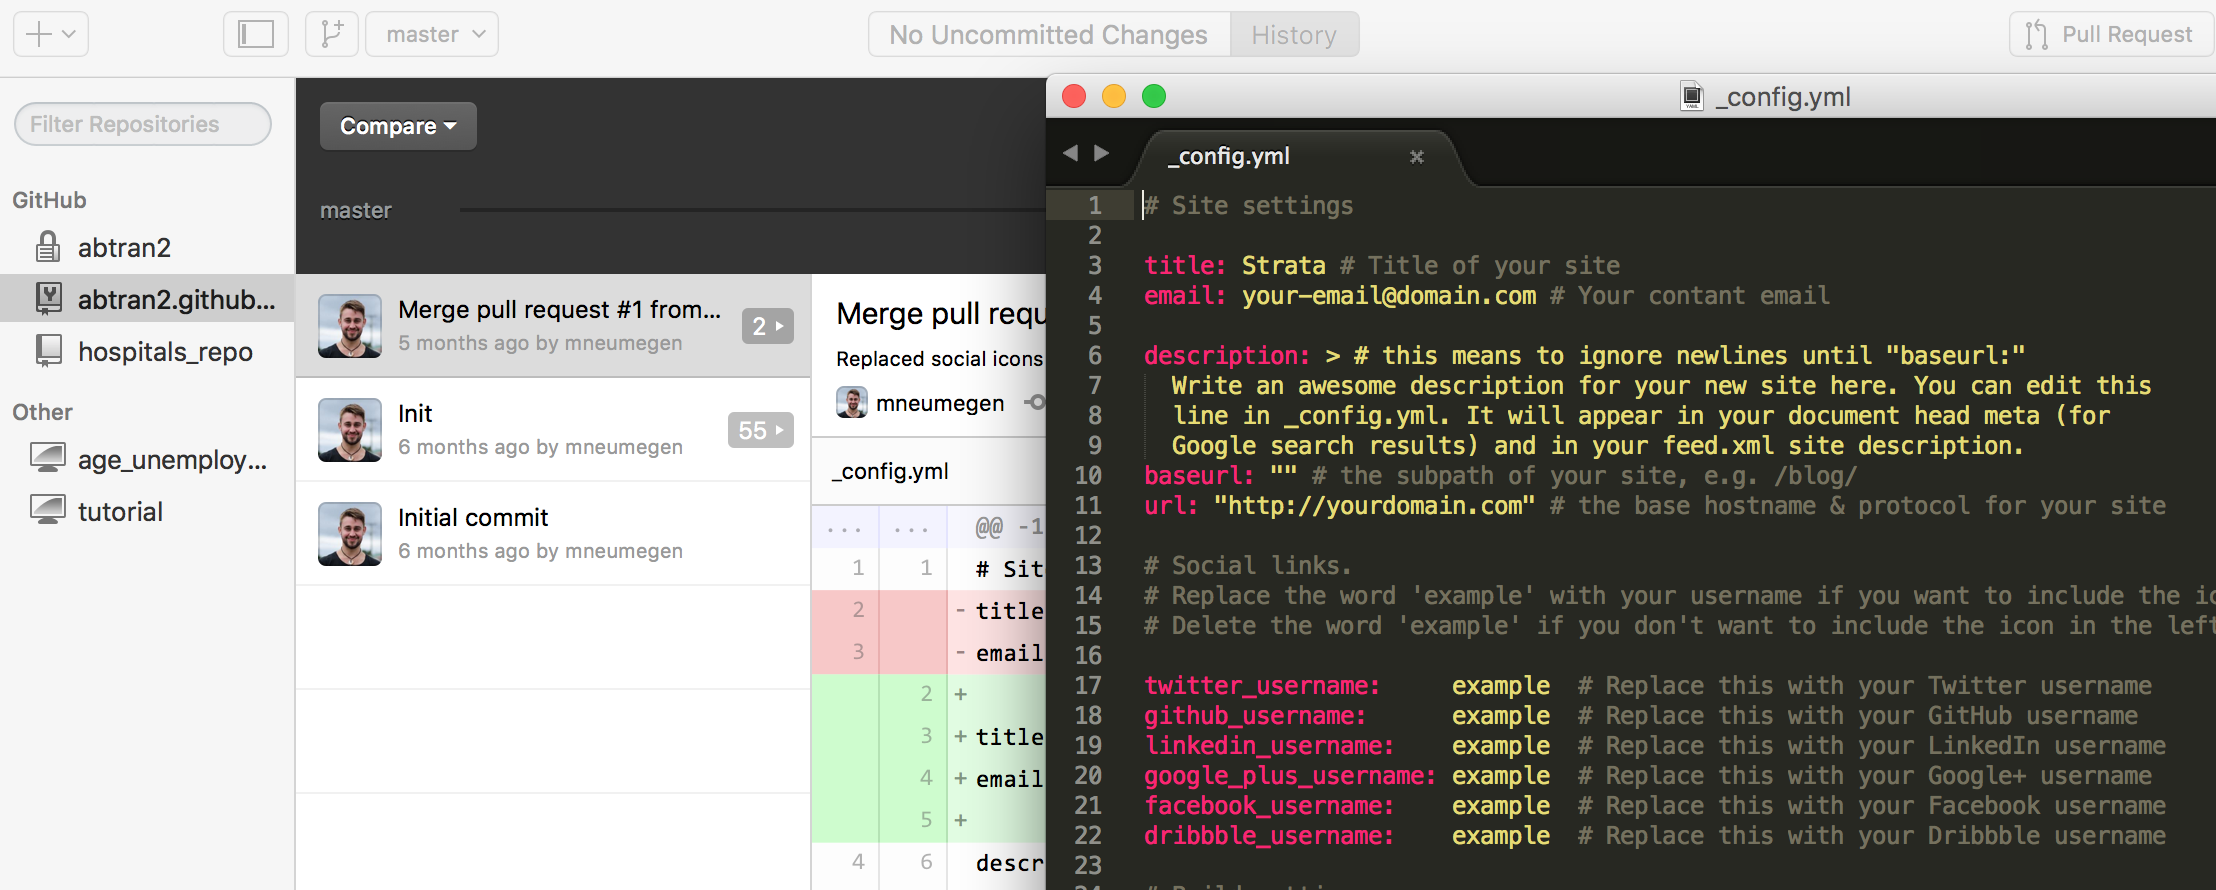 master
No Uncommitted Changes
History
Pull Request
Filter Repositories
GitHub
abtran2
abtran2.github...
hospitals_repo
Other
age_unemploy...
tutorial
Compare
master
Merge pull request #1 from...
5 months ago by mneumegen
2
Init
6 months ago by mneumegen
55
Initial commit
6 months ago by mneumegen
Merge pull requ
Replaced social icons
mneumegen
_config.yml
... ... @@ -1
1 1 # Sit
2 - title
3 - email
2 +
3 + title
4 + email
5 +
4 6 descr
_config.yml
_config.yml
1 # Site settings
2
3 title: Strata # Title of your site
4 email: your-email@domain.com # Your contant email
5
6 description: > # this means to ignore newlines until "baseurl:"
7 Write an awesome description for your new site here. You can edit this
8 line in _config.yml. It will appear in your document head meta (for
9 Google search results) and in your feed.xml site description.
10 baseurl: "" # the subpath of your site, e.g. /blog/
11 url: "http://yourdomain.com" # the base hostname & protocol for your site
12
13 # Social links.
14 # Replace the word 'example' with your username if you want to include the ic
15 # Delete the word 'example' if you don't want to include the icon in the left
16
17 twitter_username: example # Replace this with your Twitter username
18 github_username: example # Replace this with your GitHub username
19 linkedin_username: example # Replace this with your LinkedIn username
20 google_plus_username: example # Replace this with your Google+ username
21 facebook_username: example # Replace this with your Facebook username
22 dribbble_username: example # Replace this with your Dribbble username
23